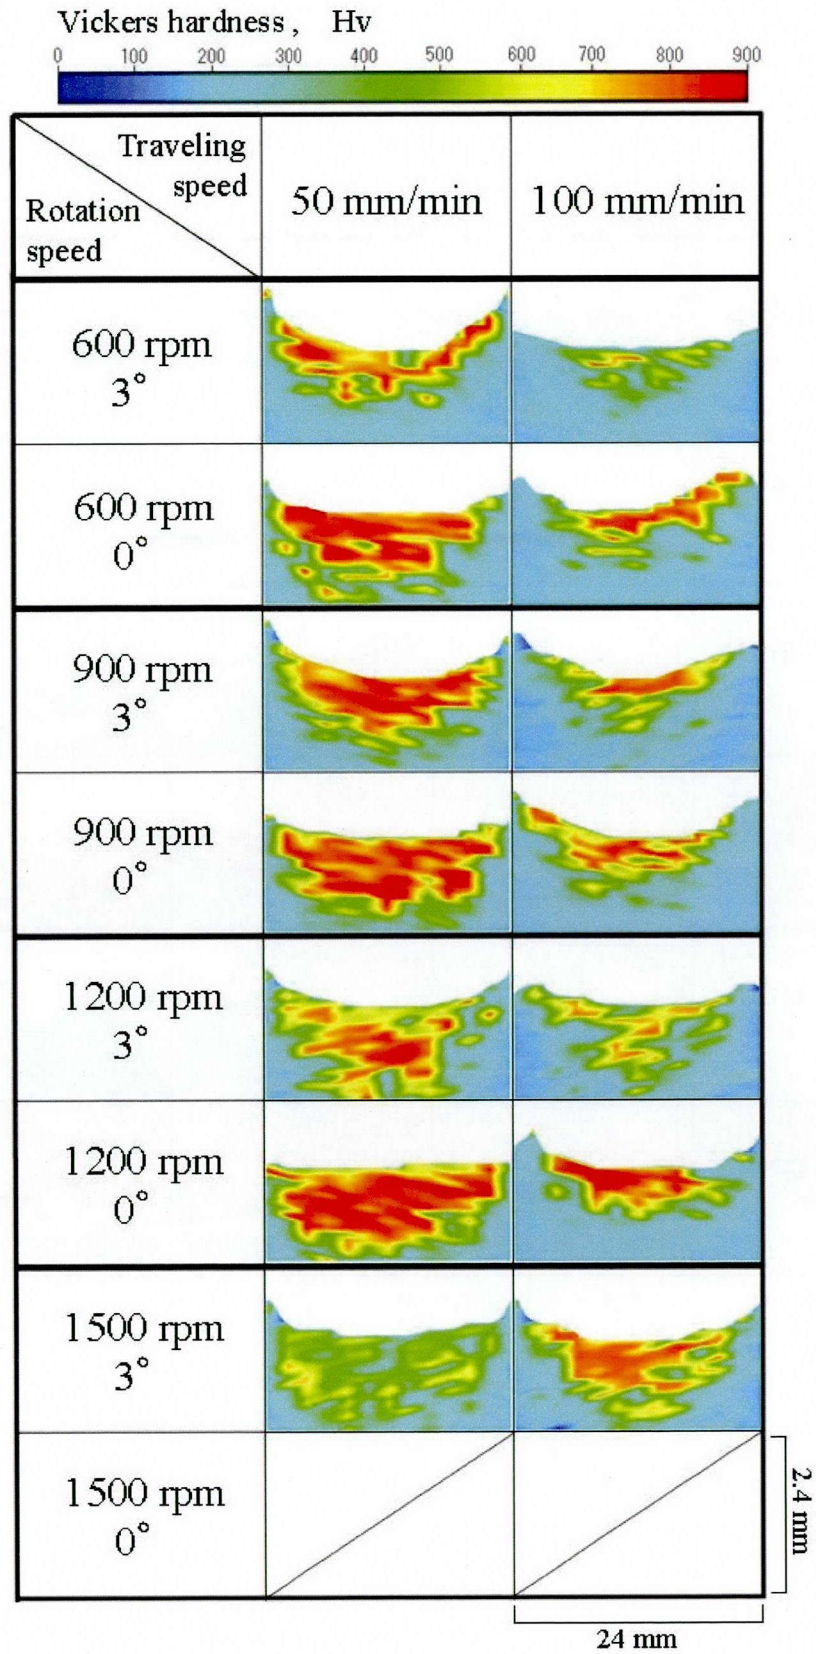 Vickers hardness, Hv
0 100 200 300 400 500 600 700 800 900
Traveling
speed
Rotation
speed
50 mm/min
100 mm/min
600 rpm
3°
600 rpm
0°
900 rpm
3°
900 rpm
0°
1200 rpm
3°
1200 rpm
0°
1500 rpm
3°
1500 rpm
0°
2.4 mm
24 mm